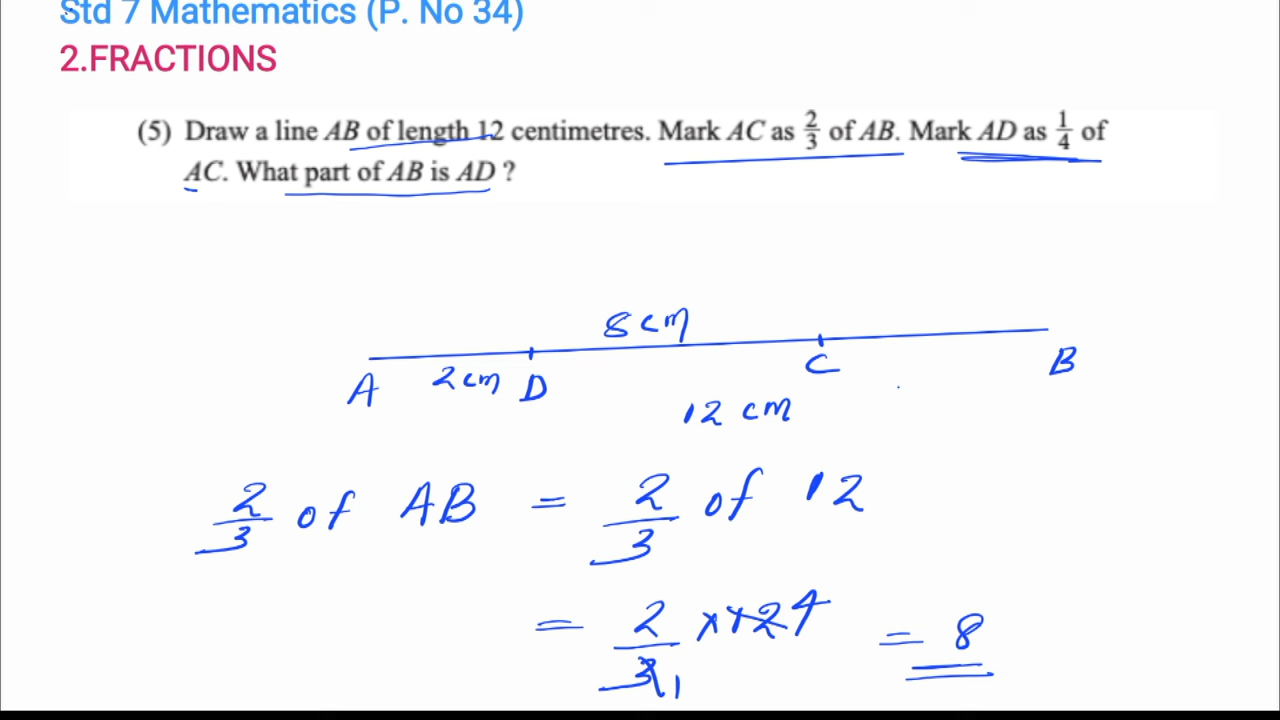 Std 7 Mathematics (P. No 34)
2.FRACTIONS
(5) Draw a line AB of length 12 centimetres. Mark AC as 2/3 of AB. Mark AD as 1/4 of
AC. What part of AB is AD ?
8 cm
A 2 cm D C B
12 cm
2/3 of AB = 2/3 of 12
= 2/3 1 × 12 4 = 8